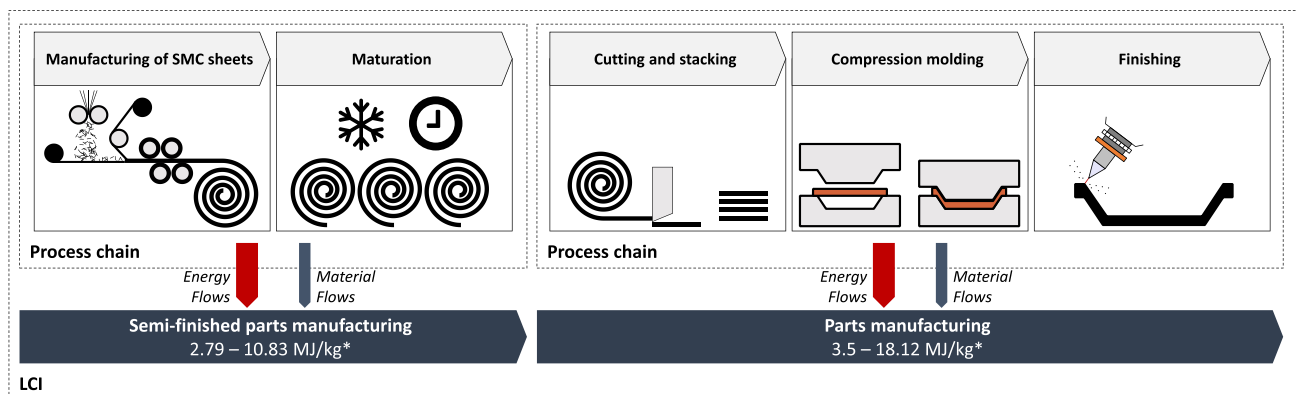 Manufacturing of SMC sheets
Maturation
Cutting and stacking
Compression molding
Finishing
Process chain
Process chain
Energy
Flows
Material
Flows
Energy
Flows
Material
Flows
Semi-finished parts manufacturing
2.79 – 10.83 MJ/kg*
Parts manufacturing
3.5 – 18.12 MJ/kg*
LCI